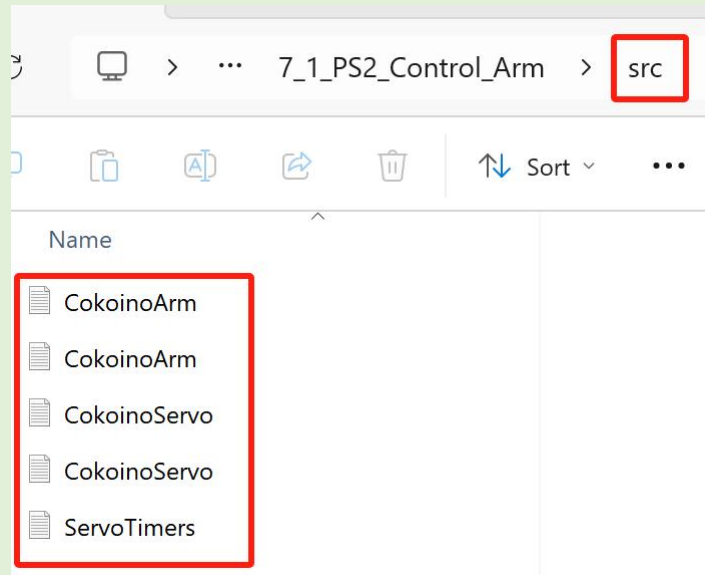 7_1_PS2_Control_Arm > src
Sort
Name
CokoinoArm
CokoinoArm
CokoinoServo
CokoinoServo
ServoTimers